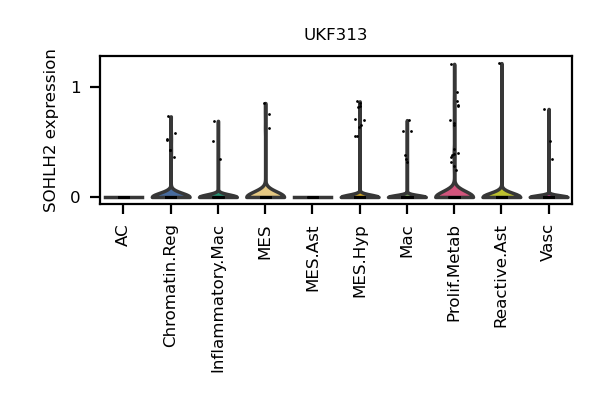 UKF313
SOHLH2 expression
1
0
AC
Chromatin.Reg
Inflammatory.Mac
MES
MES.Ast
MES.Hyp
Mac
Prolif.Metab
Reactive.Ast
Vasc